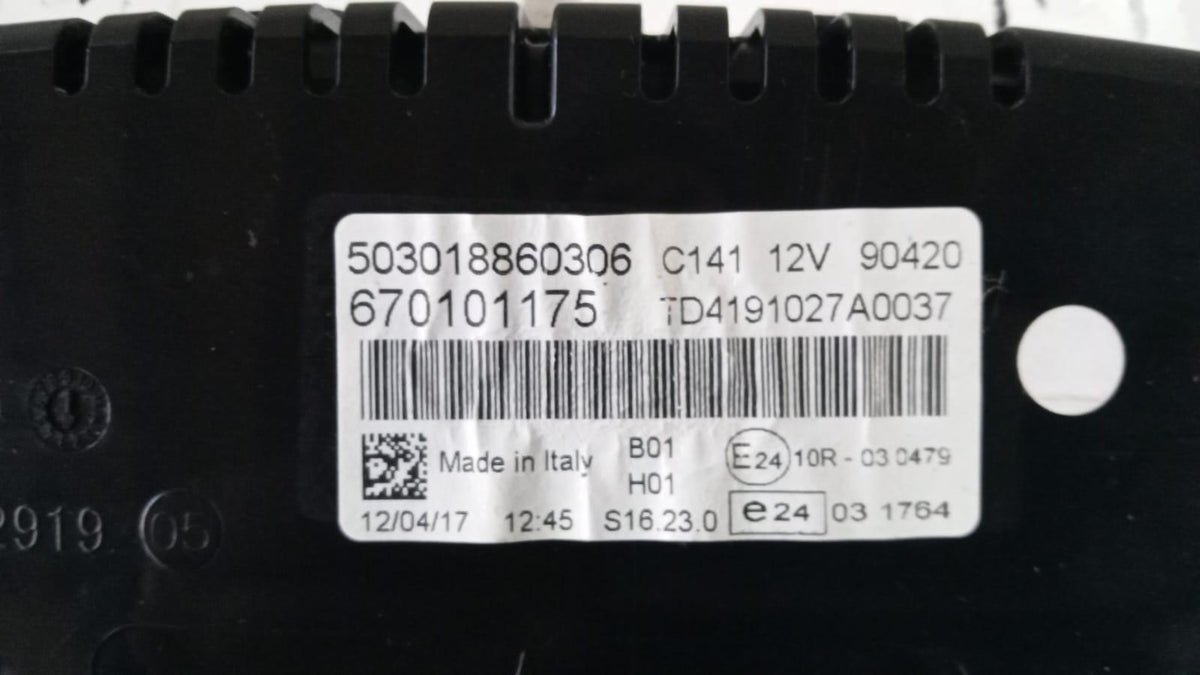 503018860306 C141 12V 90420
670101175 TD4191027A0037
Made in Italy B01 E24 10R - 03 0479
H01
12/04/17 12:45 S16.23.0 e24 03 1764
2919 05